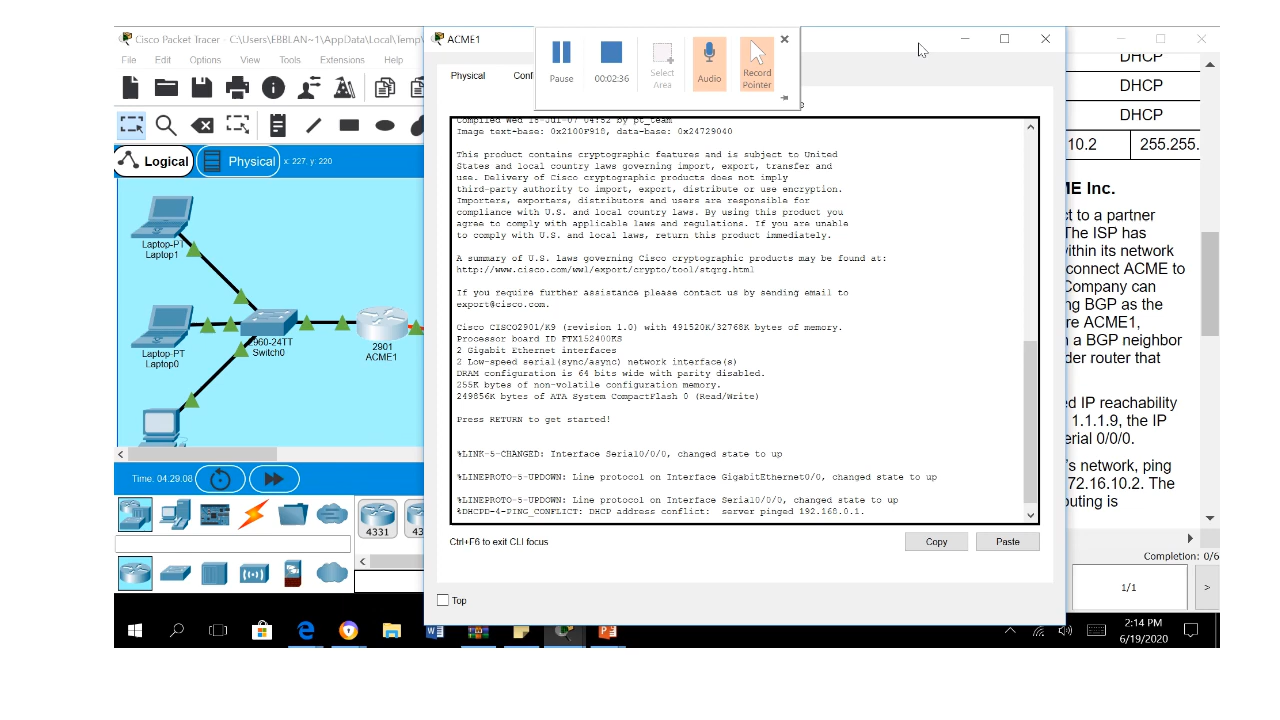 Cisco Packet Tracer - C:\Users\EBBLAN~1\AppData\Local\Temp\
File Edit Options View Tools Extensions Help
Logical
Physical
x: 227, y: 220
Laptop-PT
Laptop1
Laptop-PT
Laptop0
2960-24TT
Switch0
2901
ACME1
Time: 04:29:08
4331
ACME1
Physical
Conf
Pause
00:02:36
Select
Area
Audio
Record
Pointer
Compiled Wed 18-Jul-07 04:52 by pt_team
Image text-base: 0x2100F918, data-base: 0x24729040
This product contains cryptographic features and is subject to United
States and local country laws governing import, export, transfer and
use. Delivery of Cisco cryptographic products does not imply
third-party authority to import, export, distribute or use encryption.
Importers, exporters, distributors and users are responsible for
compliance with U.S. and local country laws. By using this product you
agree to comply with applicable laws and regulations. If you are unable
to comply with U.S. and local laws, return this product immediately.
A summary of U.S. laws governing Cisco cryptographic products may be found at:
http://www.cisco.com/wwl/export/crypto/tool/stqrg.html
If you require further assistance please contact us by sending email to
export@cisco.com.
Cisco CISCO2901/K9 (revision 1.0) with 491520K/32768K bytes of memory.
Processor board ID FTX152400KS
2 Gigabit Ethernet interfaces
2 Low-speed serial(sync/async) network interface(s)
DRAM configuration is 64 bits wide with parity disabled.
255K bytes of non-volatile configuration memory.
249856K bytes of ATA System CompactFlash 0 (Read/Write)
Press RETURN to get started!
%LINK-5-CHANGED: Interface Serial0/0/0, changed state to up
%LINEPROTO-5-UPDOWN: Line protocol on Interface GigabitEthernet0/0, changed state to up
%LINEPROTO-5-UPDOWN: Line protocol on Interface Serial0/0/0, changed state to up
%DHCPD-4-PING_CONFLICT: DHCP address conflict: server pinged 192.168.0.1.
Ctrl+F6 to exit CLI focus
Copy
Paste
Top
DHCP
DHCP
DHCP
10.2
255.255.
ME Inc.
ct to a partner
The ISP has
within its network
connect ACME to
Company can
ng BGP as the
re ACME1,
a BGP neighbor
der router that
ed IP reachability
1.1.1.9, the IP
erial 0/0/0.
's network, ping
72.16.10.2. The
outing is
Completion: 0/6
1/1
>
2:14 PM
6/19/2020